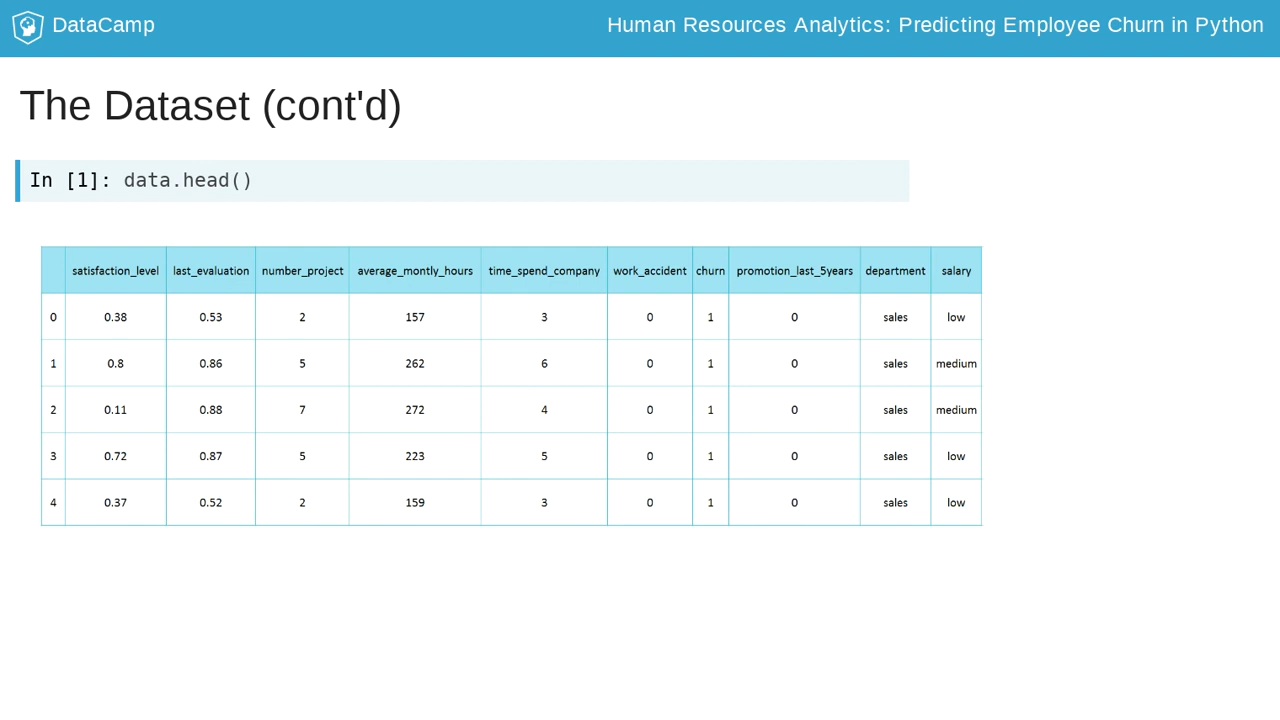 DataCamp
Human Resources Analytics: Predicting Employee Churn in Python
The Dataset (cont'd)
In [1]: data.head()
satisfaction_level last_evaluation number_project average_montly_hours time_spend_company work_accident churn promotion_last_5years department salary
0 0.38 0.53 2 157 3 0 1 0 sales low
1 0.8 0.86 5 262 6 0 1 0 sales medium
2 0.11 0.88 7 272 4 0 1 0 sales medium
3 0.72 0.87 5 223 5 0 1 0 sales low
4 0.37 0.52 2 159 3 0 1 0 sales low